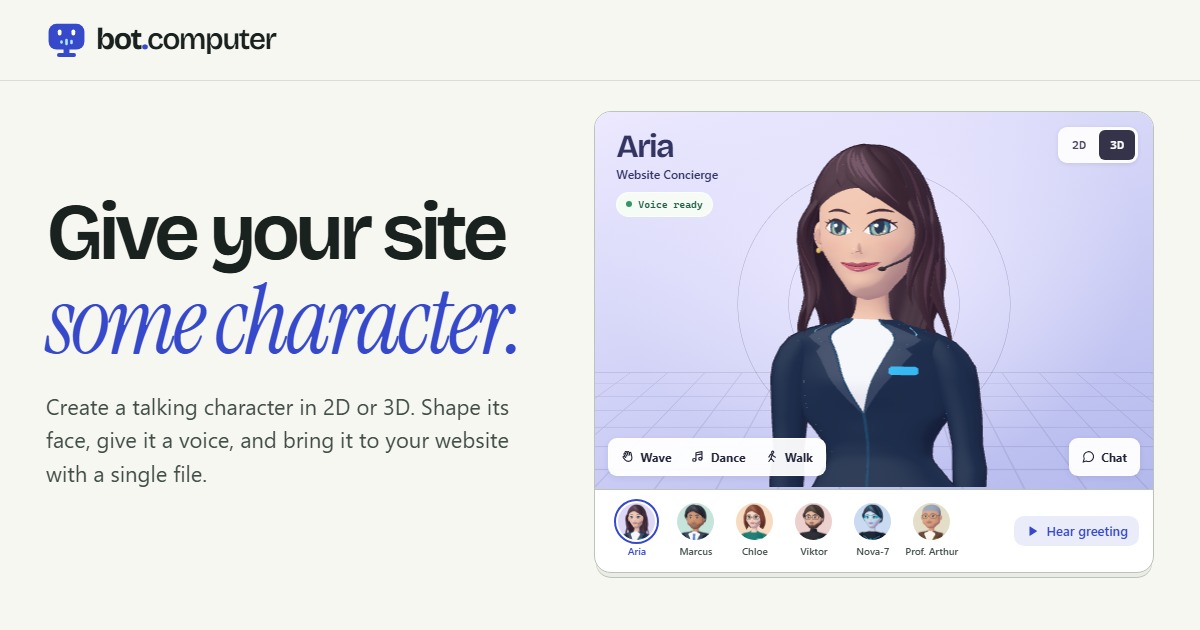 bot.computer
Give your site
some character.
Create a talking character in 2D or 3D. Shape its
face, give it a voice, and bring it to your website
with a single file.
Aria
Website Concierge
Voice ready
2D 3D
Wave Dance Walk
Chat
Aria Marcus Chloe Viktor Nova-7 Prof. Arthur
Hear greeting